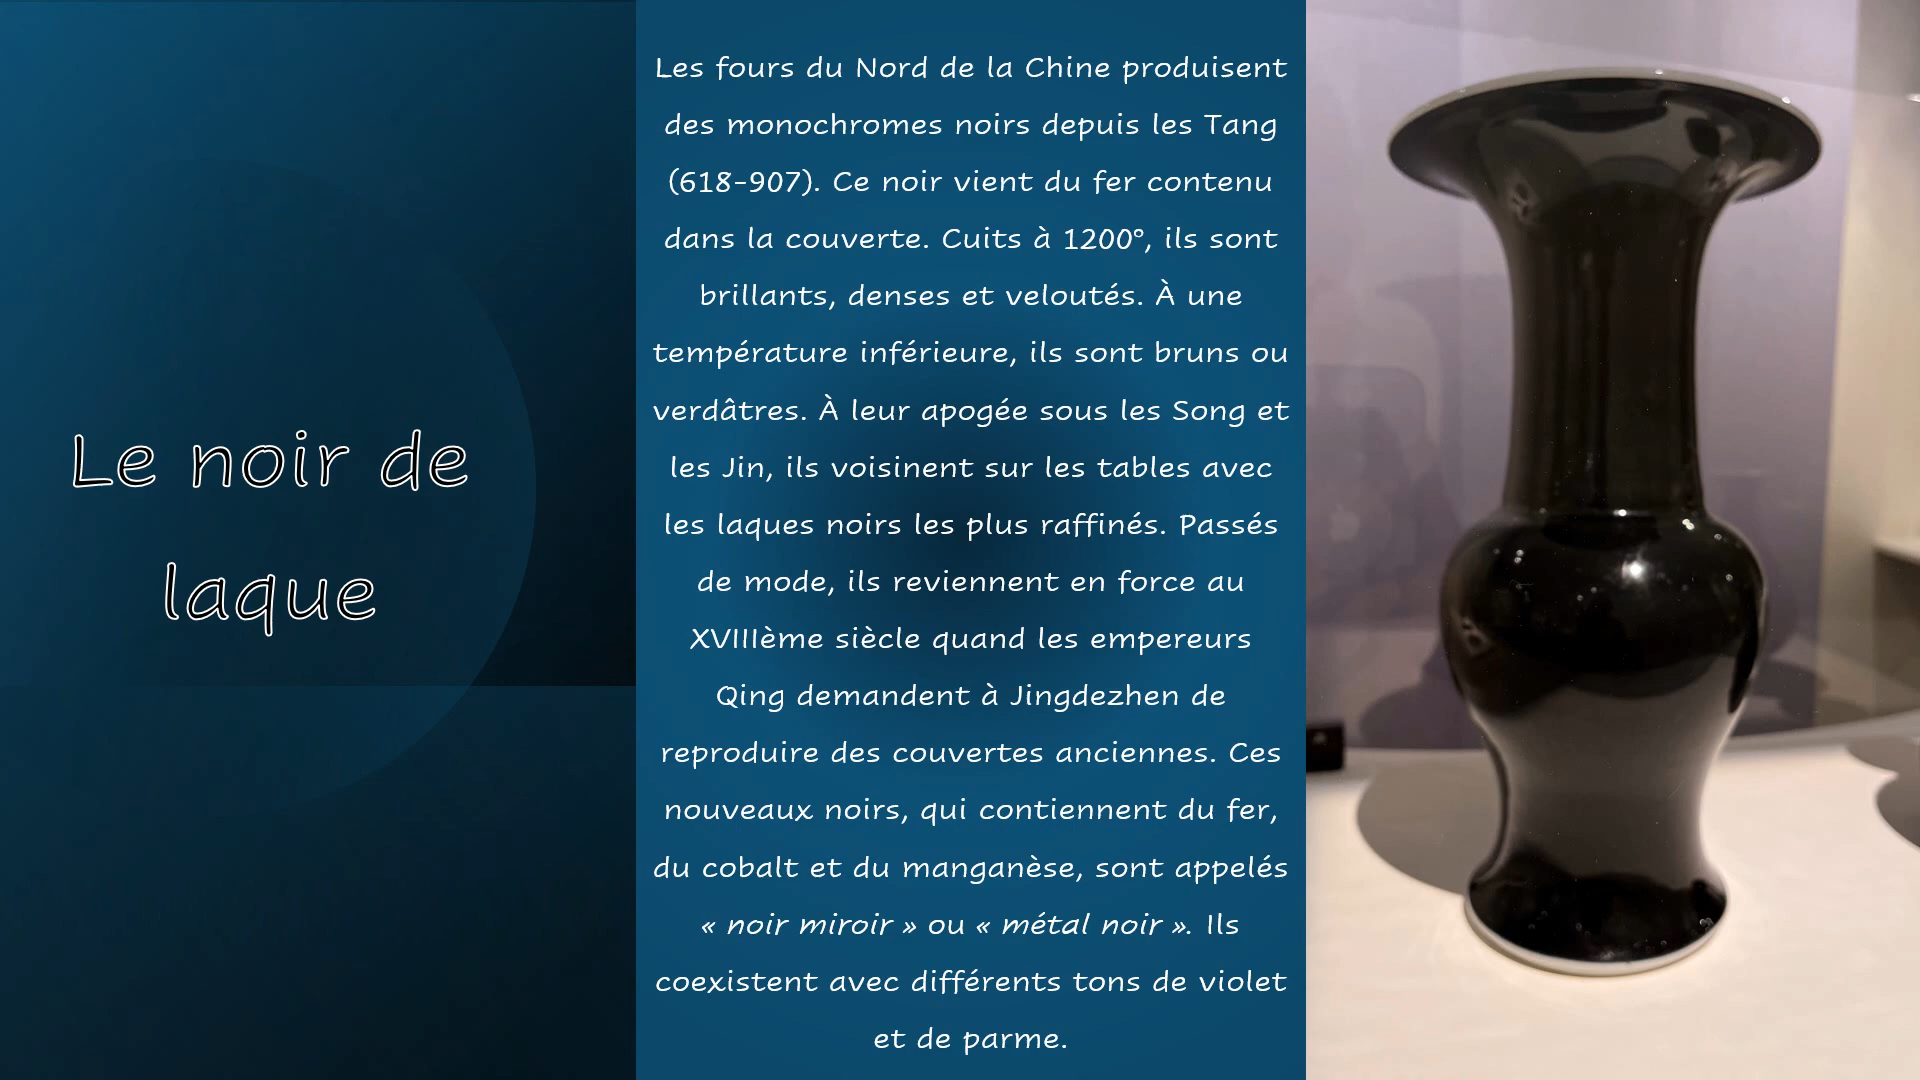 Le noir de
laque
Les fours du Nord de la Chine produisent
des monochromes noirs depuis les Tang
(618-907). Ce noir vient du fer contenu
dans la couverte. Cuits à 1200°, ils sont
brillants, denses et veloutés. À une
température inférieure, ils sont bruns ou
verdâtres. À leur apogée sous les Song et
les Jin, ils voisinent sur les tables avec
les laques noirs les plus raffinés. Passés
de mode, ils reviennent en force au
XVIIIème siècle quand les empereurs
Qing demandent à Jingdezhen de
reproduire des couvertes anciennes. Ces
nouveaux noirs, qui contiennent du fer,
du cobalt et du manganèse, sont appelés
« noir miroir » ou « métal noir ». Ils
coexistent avec différents tons de violet
et de parme.